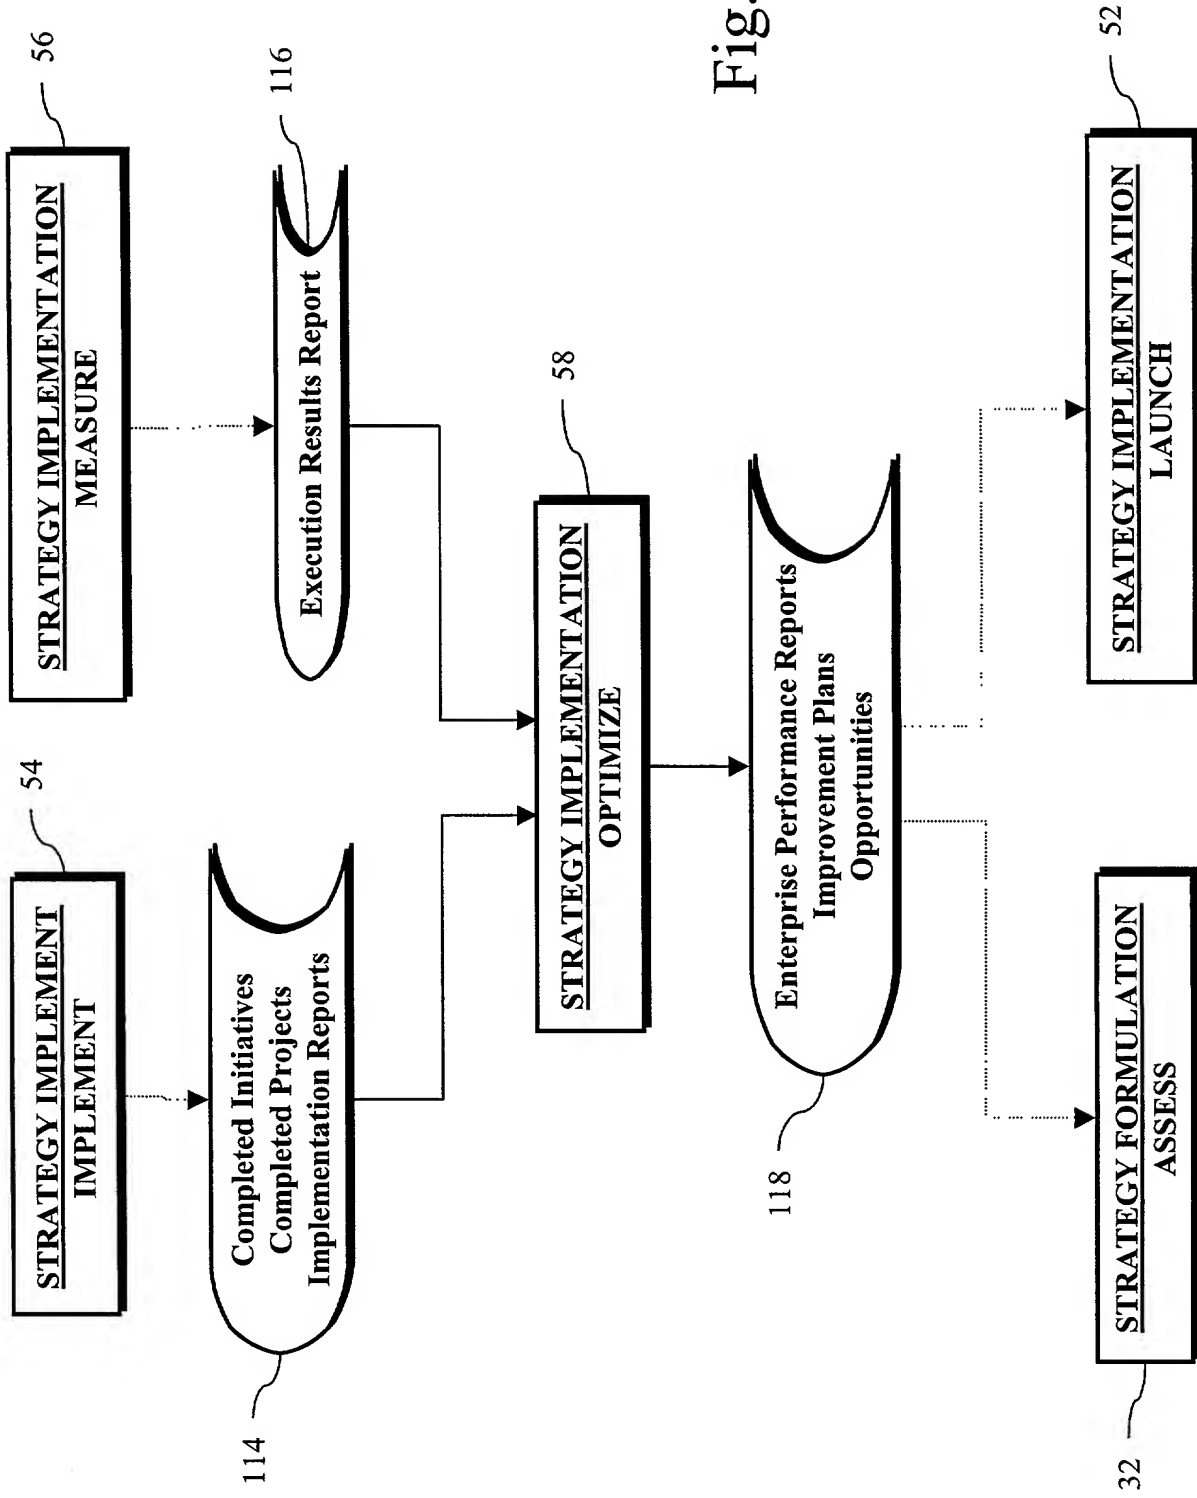 54
STRATEGY IMPLEMENT
IMPLEMENT
56
STRATEGY IMPLEMENTATION
MEASURE
114
Completed Initiatives
Completed Projects
Implementation Reports
116
Execution Results Report
58
STRATEGY IMPLEMENTATION
OPTIMIZE
Fig.
118
Enterprise Performance Reports
Improvement Plans
Opportunities
32
STRATEGY FORMULATION
ASSESS
52
STRATEGY IMPLEMENTATION
LAUNCH